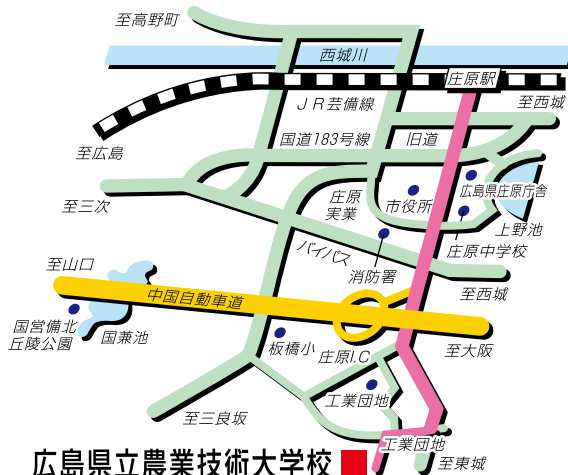 至高野町
西城川
庄原駅
JR芸備線
至西城
国道183号線
旧道
至広島
広島県庄原庁舎
至三次
庄原
実業
市役所
上野池
庄原中学校
バイパス
消防署
至山口
至西城
中国自動車道
国営備北
丘陵公園
国兼池
板橋小
庄原I.C
至大阪
工業団地
至三良坂
工業団地
広島県立農業技術大学校
至東城